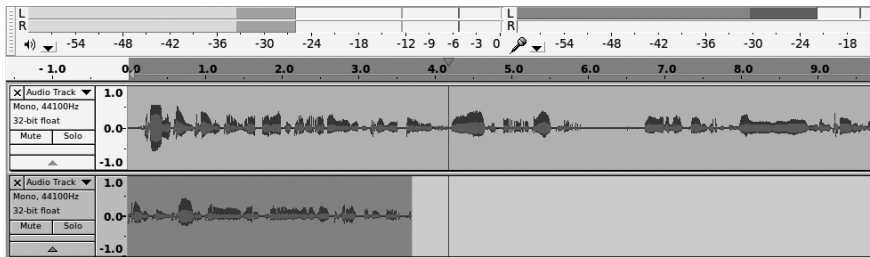 L
R
-54 -48 -42 -36 -30 -24 -18 -12 -9 -6 -3 0
L
R
-54 -48 -42 -36 -30 -24 -18
- 1.0 0.0 1.0 2.0 3.0 4.0 5.0 6.0 7.0 8.0 9.0
X Audio Track ▼ 1.0
Mono, 44100Hz
32-bit float 0.0-
Mute Solo
-1.0
X Audio Track ▼ 1.0
Mono, 44100Hz
32-bit float 0.0-
Mute Solo
-1.0